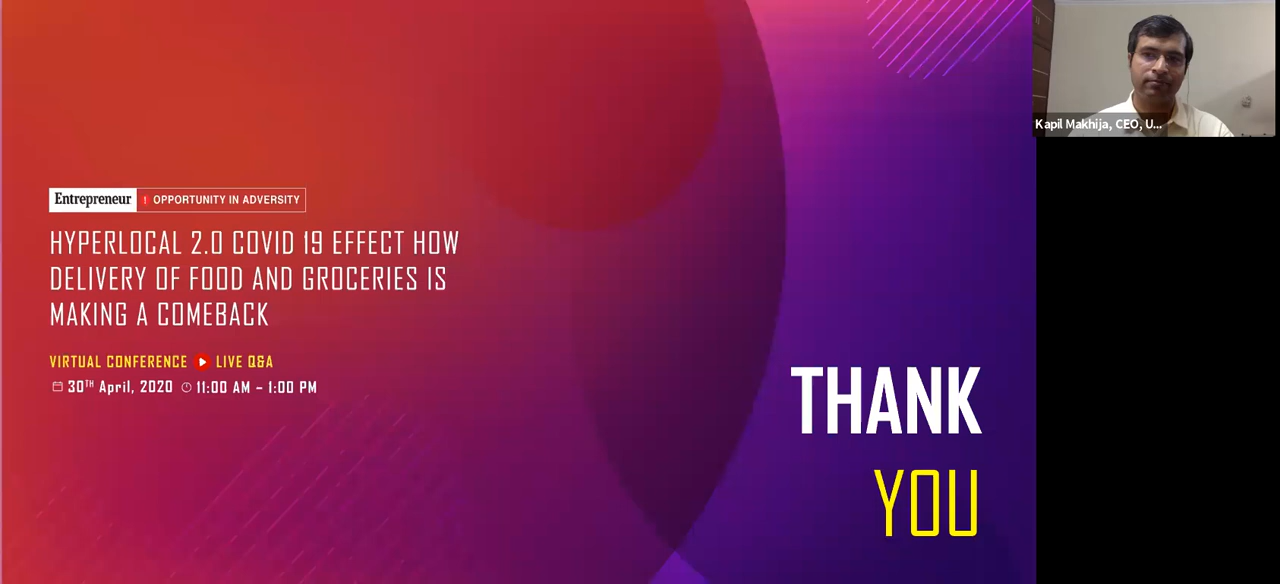 Entrepreneur ! OPPORTUNITY IN ADVERSITY
HYPERLOCAL 2.0 COVID 19 EFFECT HOW
DELIVERY OF FOOD AND GROCERIES IS
MAKING A COMEBACK
VIRTUAL CONFERENCE LIVE Q&A
30TH April, 2020 11:00 AM – 1:00 PM
THANK
YOU
Kapil Makhija, CEO, U...